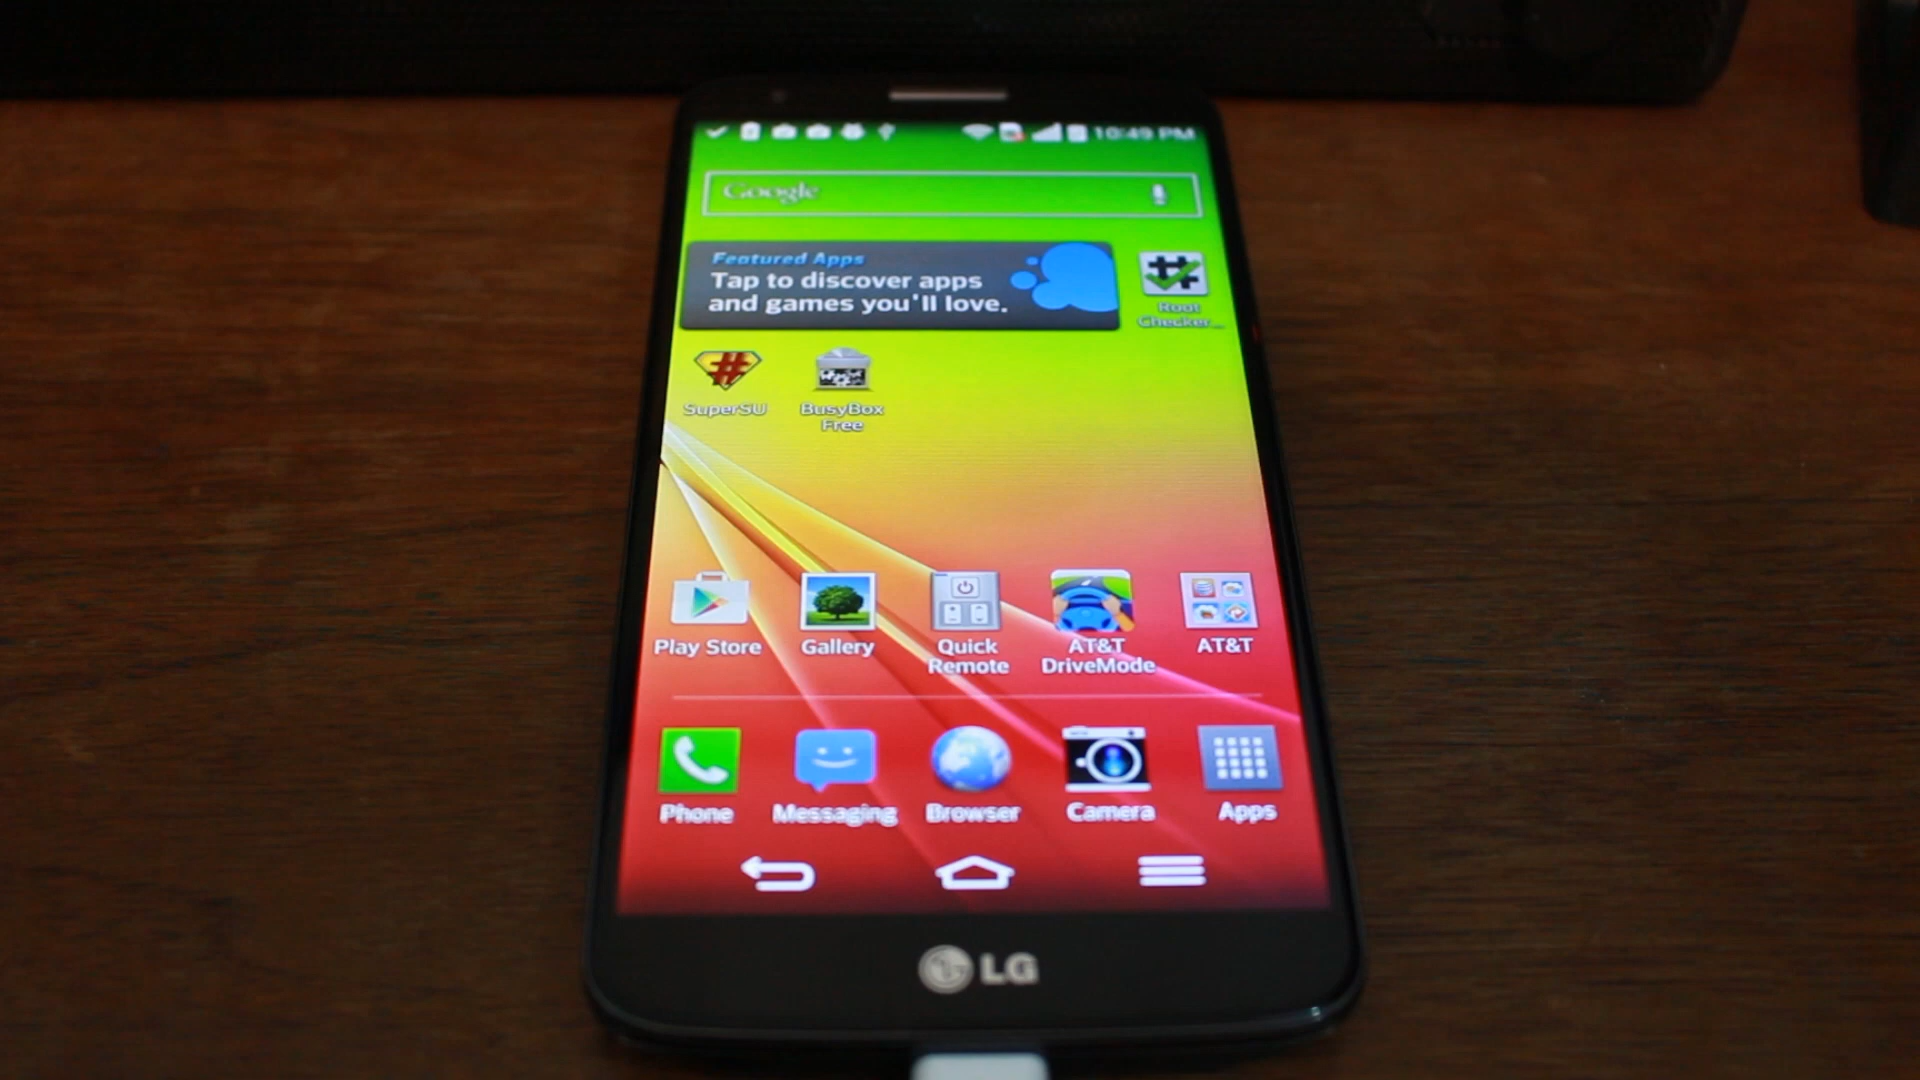 10:49 PM
Google
Featured Apps
Tap to discover apps
and games you'll love.
Root
Checker...
SuperSU
BusyBox
Free
Play Store
Gallery
Quick
Remote
AT&T
DriveMode
AT&T
Phone
Messaging
Browser
Camera
Apps
LG